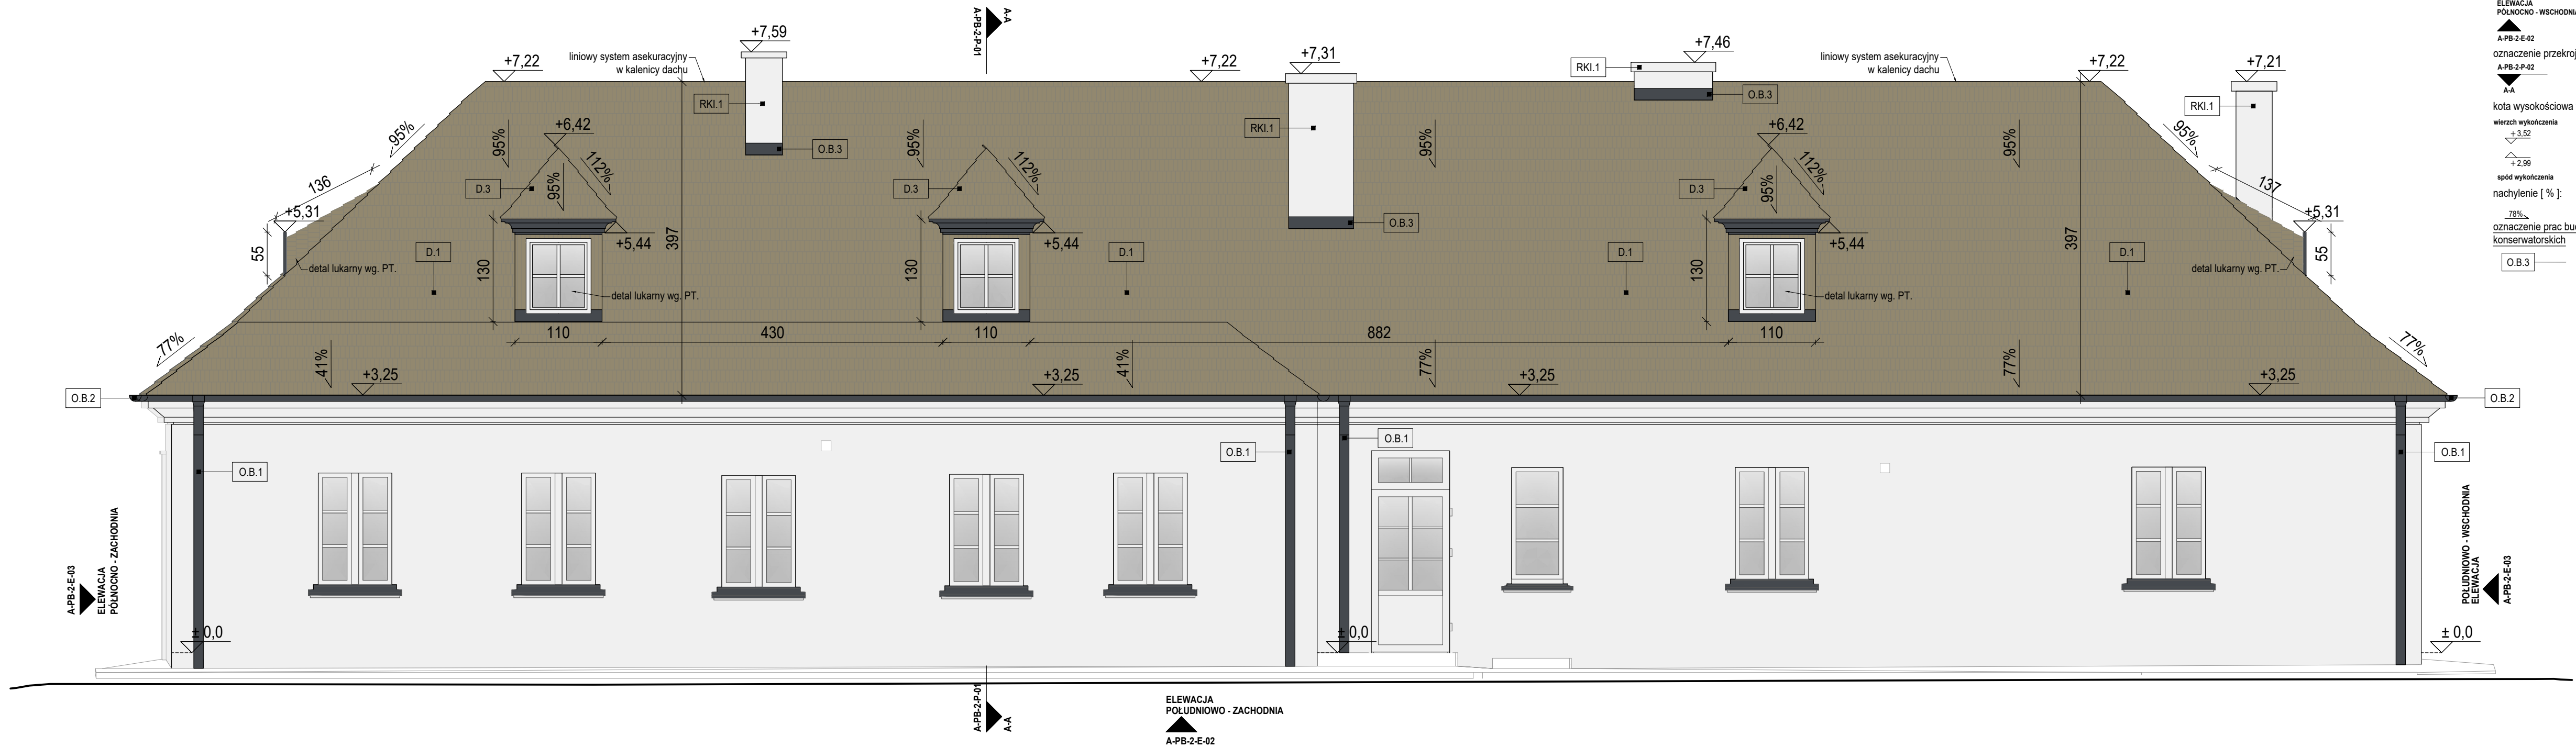 A-PB-2-P-01
A-A
ELEWACJA
PÓŁNOCNO - WSCHODNIA
A-PB-2-E-02
oznaczenie przekroj
A-PB-2-P-02
A-A
kota wysokościowa
wierzch wykończenia
+3,52
+2,99
spód wykończenia
nachylenie [ % ]:
78%
oznaczenie prac bud
konserwatorskich
O.B.3
+7,22
liniowy system asekuracyjny
w kalenicy dachu
+7,59
+7,22
+7,31
RKI.1
+7,46
liniowy system asekuracyjny
w kalenicy dachu
+7,22
+7,21
RKI.1
RKI.1
RKI.1
O.B.3
O.B.3
O.B.3
95%
95%
95%
95%
95%
95%
+6,42
+6,42
112%
112%
112%
95%
95%
D.3
D.3
D.3
136
137
+5,31
+5,31
55
55
+5,44
+5,44
+5,44
397
397
D.1
D.1
D.1
D.1
130
130
130
detal lukarny wg. PT.
detal lukarny wg. PT.
detal lukarny wg. PT.
detal lukarny wg. PT.
110
430
110
882
110
77%
41%
41%
77%
77%
77%
+3,25
+3,25
+3,25
+3,25
O.B.2
O.B.2
O.B.1
O.B.1
O.B.1
O.B.1
A-PB-2-E-03
ELEWACJA
PÓŁNOCNO - ZACHODNIA
POŁUDNIOWO - WSCHODNIA
ELEWACJA
A-PB-2-E-03
± 0,0
± 0,0
± 0,0
A-PB-2-P-01
A-A
ELEWACJA
POŁUDNIOWO - ZACHODNIA
A-PB-2-E-02